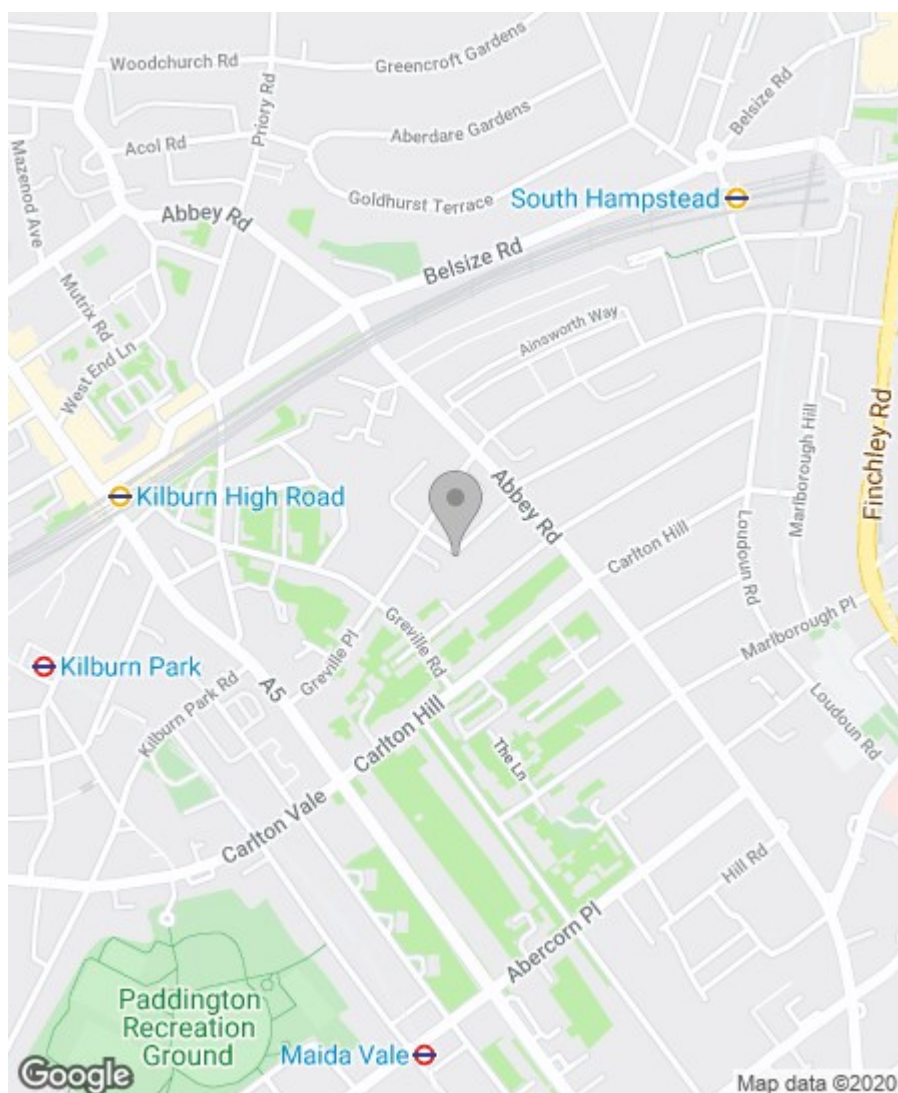 Woodchurch Rd
Greencroft Gardens
Priory Rd
Belsize Rd
Aberdare Gardens
Acol Rd
Mazenod Ave
Goldhurst Terrace
South Hampstead
Abbey Rd
Belsize Rd
Mutrix Rd
West End Ln
Ainsworth Way
Marlborough Hill
Finchley Rd
Kilburn High Road
Abbey Rd
Loudoun Rd
Carlton Hill
Marlborough Pl
Greville Rd
Greville Pl
Kilburn Park
A5
Kilburn Park Rd
Loudoun Rd
Carlton Hill
The Ln
Carlton Vale
Hill Rd
Abercorn Pl
Paddington
Recreation
Ground
Maida Vale
Google
Map data ©2020